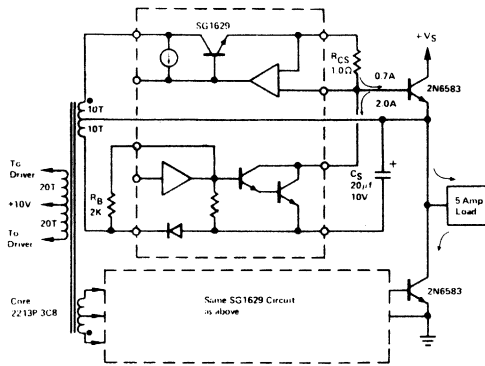 SG1629
+VS
RCS
1.0Ω
0.7A
2N6583
10T
10T
2.0A
To
Driver
20T
+10V
20T
To
Driver
RB
2K
CS
20μf
10V
+
5 Amp
Load
Core
2213P 3C8
Same SG1629 Circuit
as above
2N6583